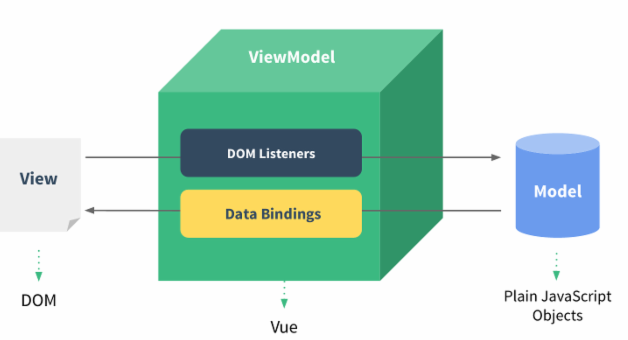 ViewModel
DOM Listeners
View
Model
Data Bindings
DOM
Plain JavaScript
Objects
Vue